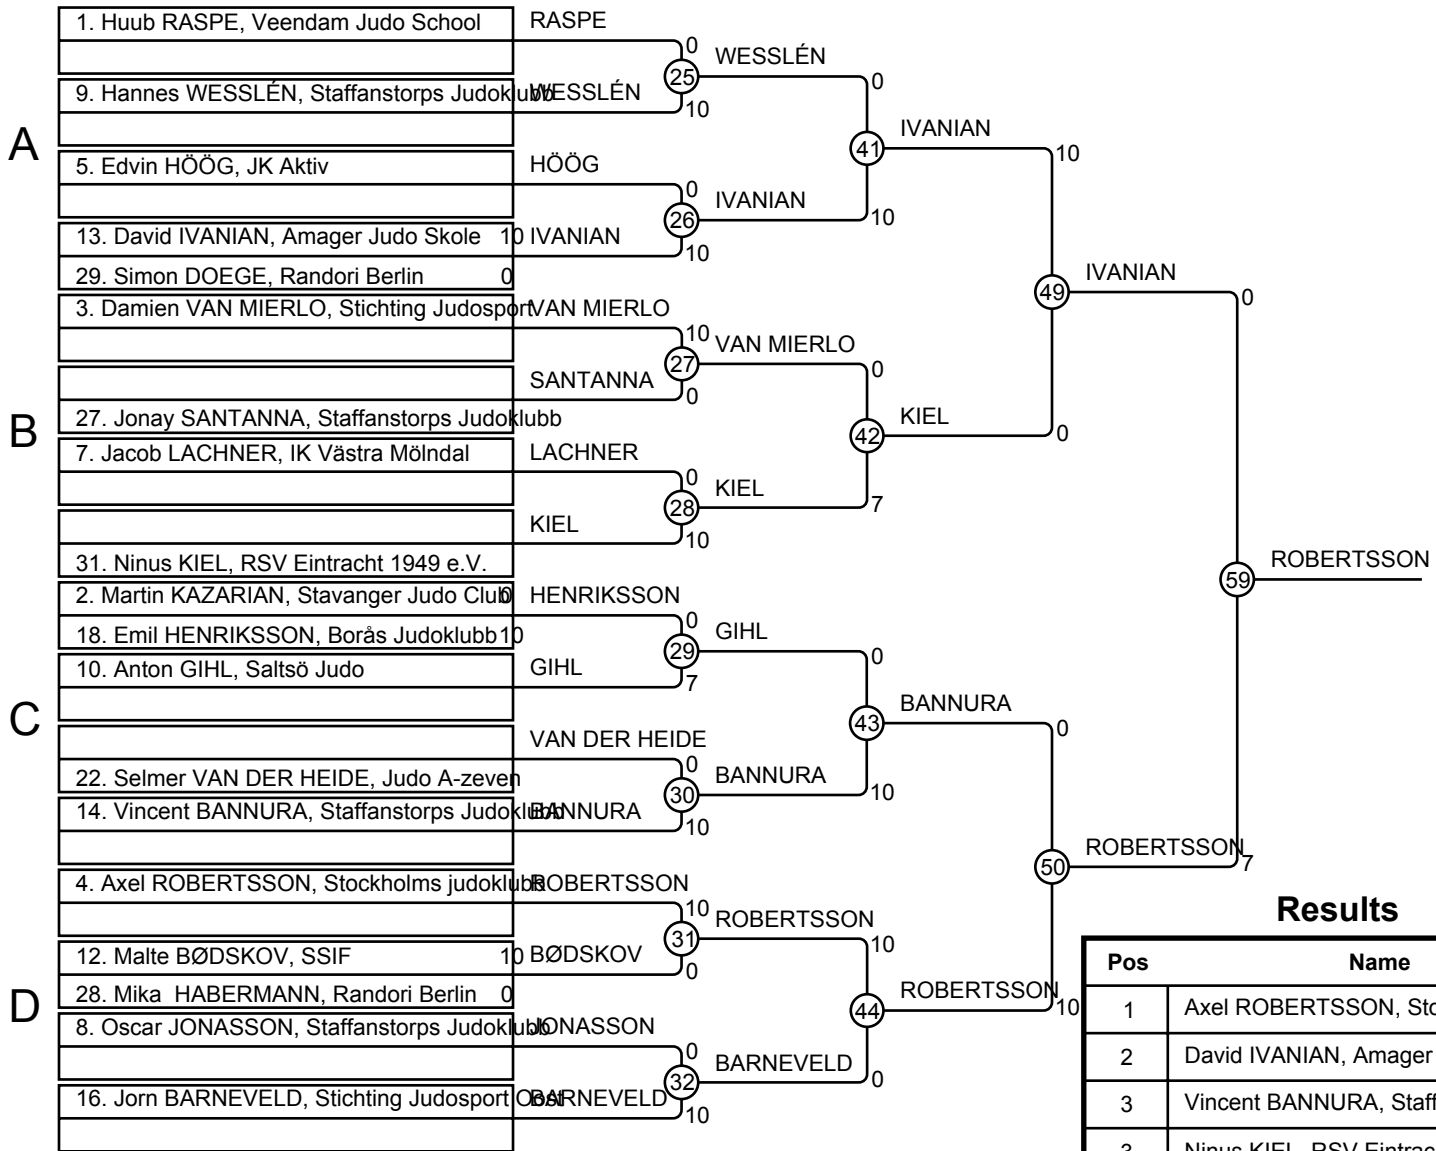 A
1. Huub RASPE, Veendam Judo School
9. Hannes WESSLÉN, Staffanstorps Judoklubb
5. Edvin HÖÖG, JK Aktiv
13. David IVANIAN, Amager Judo Skole 10
29. Simon DOEGE, Randori Berlin 0
B
3. Damien VAN MIERLO, Stichting Judosport
27. Jonay SANTANNA, Staffanstorps Judoklubb
7. Jacob LACHNER, IK Västra Mölndal
31. Ninus KIEL, RSV Eintracht 1949 e.V.
C
2. Martin KAZARIAN, Stavanger Judo Club 0
18. Emil HENRIKSSON, Borås Judoklubb 10
10. Anton GIHL, Saltsö Judo
22. Selmer VAN DER HEIDE, Judo A-zeven
14. Vincent BANNURA, Staffanstorps Judoklubb
D
4. Axel ROBERTSSON, Stockholms judoklubb
12. Malte BØDSKOV, SSIF 10
28. Mika HABERMANN, Randori Berlin 0
8. Oscar JONASSON, Staffanstorps Judoklubb
16. Jorn BARNEVELD, Stichting Judosport Oost
RASPE
0
25
WESSLÉN
10
HÖÖG
0
26
IVANIAN
10
VAN MIERLO
10
27
SANTANNA
0
LACHNER
0
28
KIEL
10
HENRIKSSON
0
29
GIHL
7
VAN DER HEIDE
0
30
BANNURA
10
ROBERTSSON
10
31
BØDSKOV
0
JONASSON
0
32
BARNEVELD
10
WESSLÉN
0
41
IVANIAN
10
VAN MIERLO
0
42
KIEL
7
GIHL
0
43
BANNURA
10
ROBERTSSON
10
44
BARNEVELD
0
IVANIAN
10
49
KIEL
0
BANNURA
0
50
ROBERTSSON
10
IVANIAN
0
59
ROBERTSSON
7
ROBERTSSON
Results
Pos Name
1 Axel ROBERTSSON, Sto
2 David IVANIAN, Amager
3 Vincent BANNURA, Staff
3 Ninus KIEL, RSV Eintrac